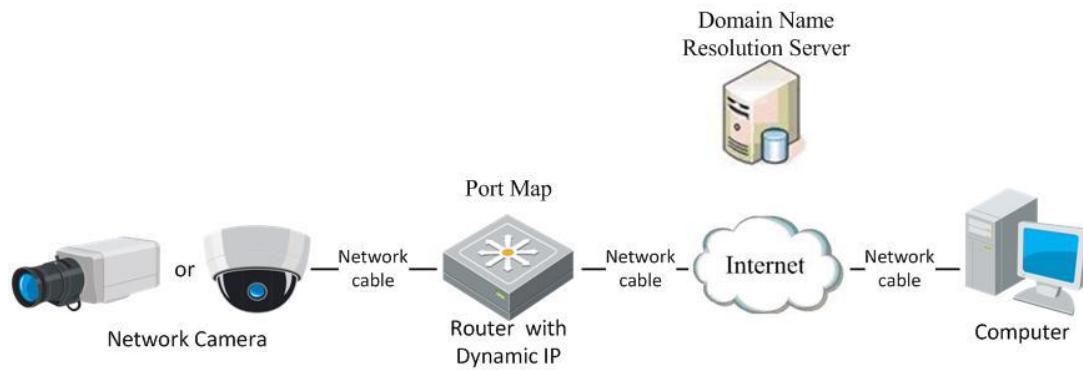 Domain Name
Resolution Server
Port Map
or
Network
cable
Network
cable
Internet
Network
cable
Network Camera
Router with
Dynamic IP
Computer